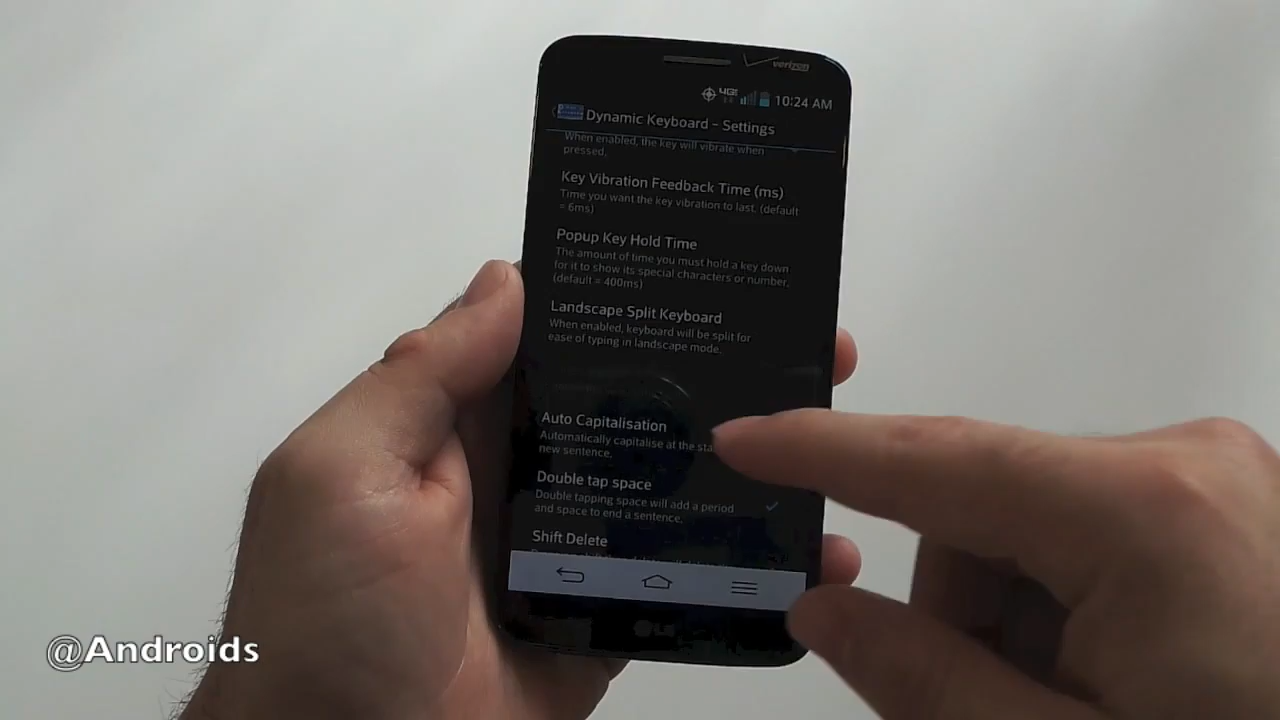 verizon
4G 10:24 AM
Dynamic Keyboard - Settings
When enabled, the key will vibrate when
pressed.
Key Vibration Feedback Time (ms)
Time you want the key vibration to last. (default
= 6ms)
Popup Key Hold Time
The amount of time you must hold a key down
for it to show its special characters or number.
(default = 400ms)
Landscape Split Keyboard
When enabled, keyboard will be split for
ease of typing in landscape mode.
Auto Capitalisation
Automatically capitalise at the sta
new sentence.
Double tap space
Double tapping space will add a period
and space to end a sentence.
Shift Delete
LG
@Androids